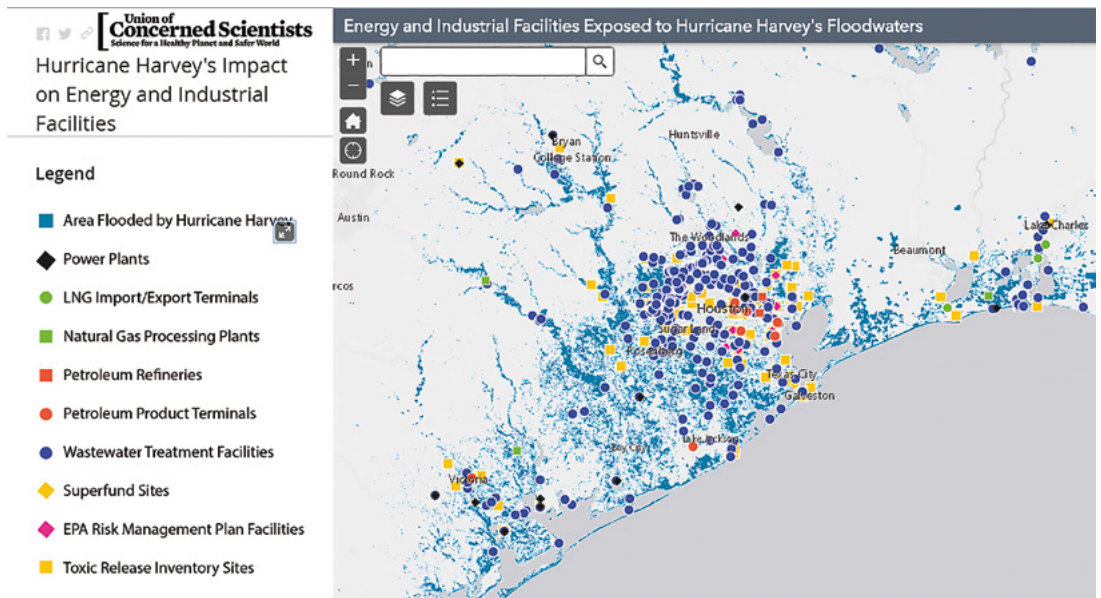 Union of
Concerned Scientists
Science for a Healthy Planet and Safer World
Hurricane Harvey's Impact
on Energy and Industrial
Facilities
Legend
Area Flooded by Hurricane Harvey
Power Plants
LNG Import/Export Terminals
Natural Gas Processing Plants
Petroleum Refineries
Petroleum Product Terminals
Wastewater Treatment Facilities
Superfund Sites
EPA Risk Management Plan Facilities
Toxic Release Inventory Sites
Energy and Industrial Facilities Exposed to Hurricane Harvey's Floodwaters
n
Huntsville
Bryan
College Station
Round Rock
Austin
The Woodlands
Lake Charles
Beaumont
rcos
Houston
Sugar Land
Rosenberg
Texas City
Galveston
Lake Jackson
Bay City
Victoria